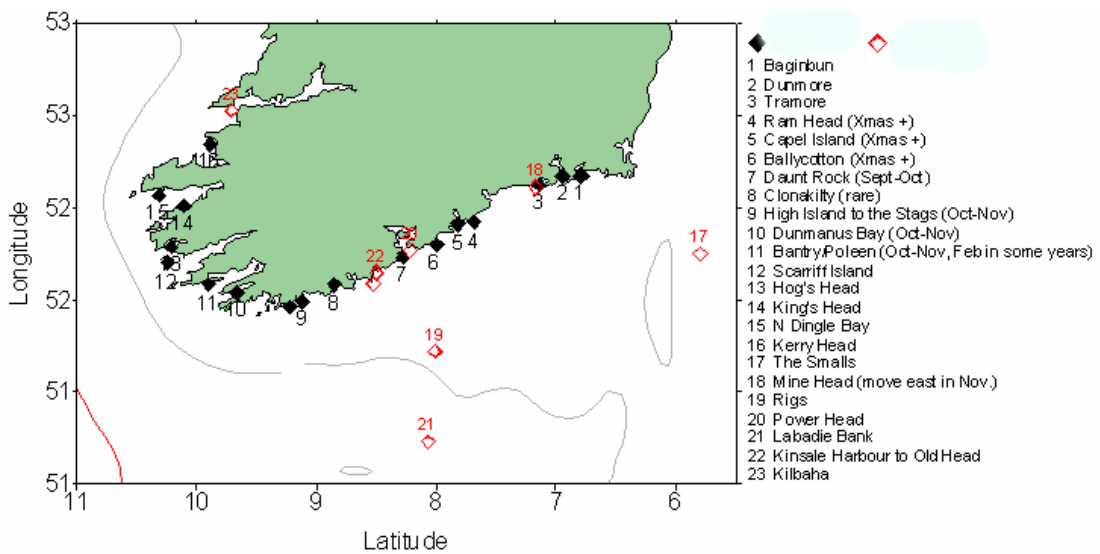 53
53
52
52
51
51
Longitude
11 10 9 8 7 6
Latitude
23
16
18
3
2
1
15
14
5
4
6
17
12
22
7
11
10
8
9
19
21
1 Baginbun
2 Dunmore
3 Tramore
4 Ram Head (Xmas +)
5 Capel Island (Xmas +)
6 Ballycotton (Xmas +)
7 Daunt Rock (Sept-Oct)
8 Clonakilty (rare)
9 High Island to the Stags (Oct-Nov)
10 Dunmanus Bay (Oct-Nov)
11 Bantry/Poleen (Oct-Nov, Feb in some years)
12 Scarriff Island
13 Hog's Head
14 King's Head
15 N Dingle Bay
16 Kerry Head
17 The Smalls
18 Mine Head (move east in Nov.)
19 Rigs
20 Power Head
21 Labadie Bank
22 Kinsale Harbour to Old Head
23 Kilbaha